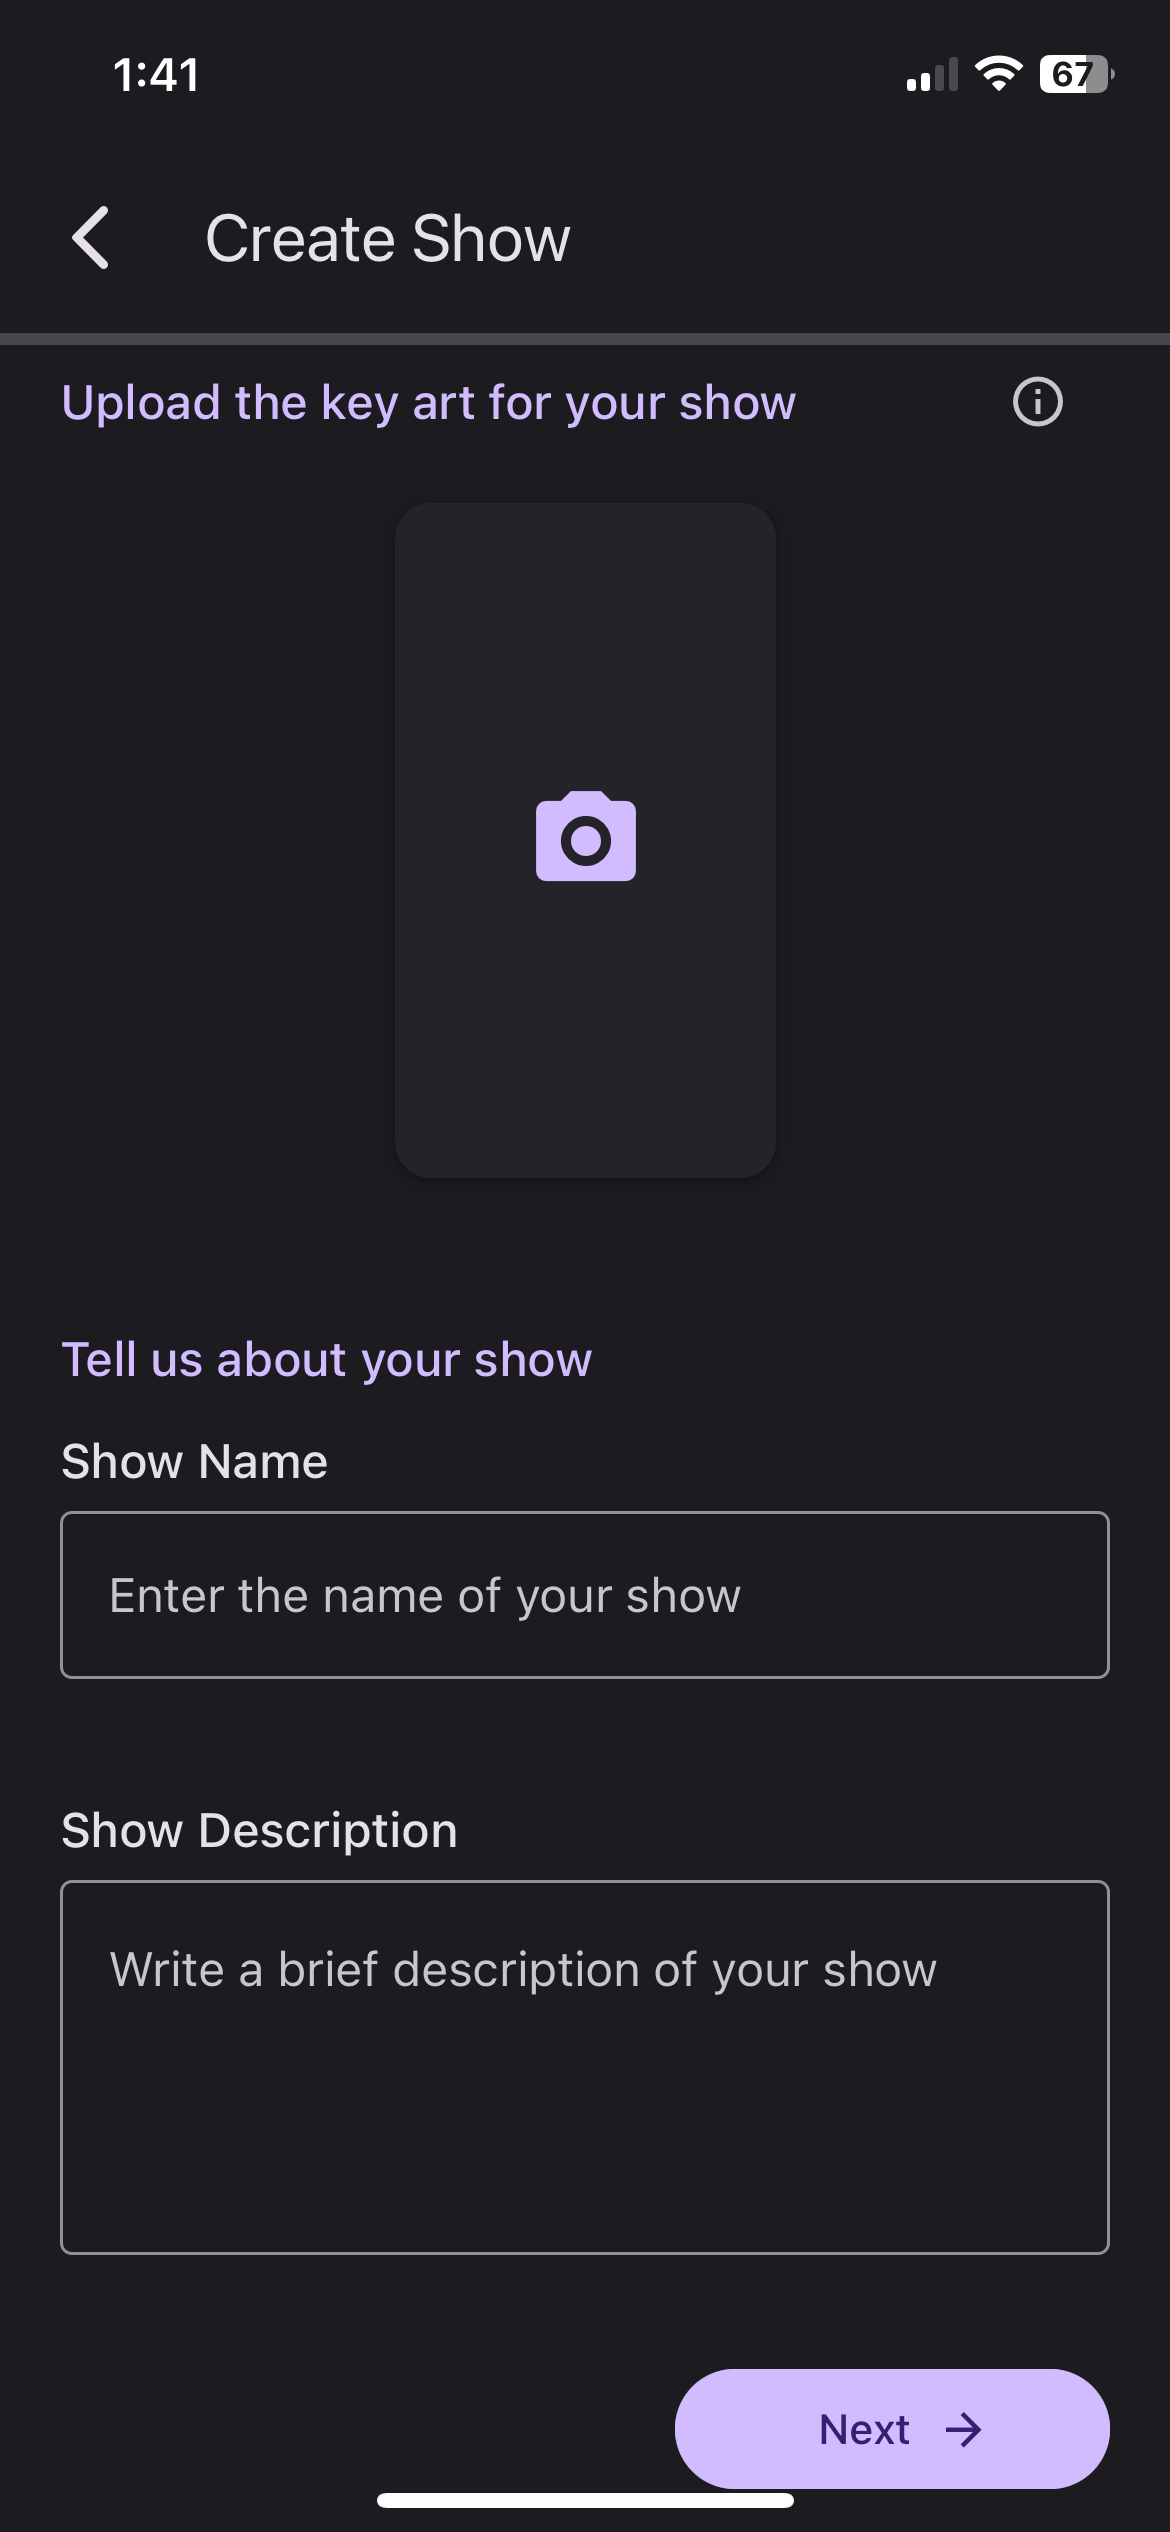 1:41
67
Create Show
Upload the key art for your show
Tell us about your show
Show Name
Enter the name of your show
Show Description
Write a brief description of your show
Next